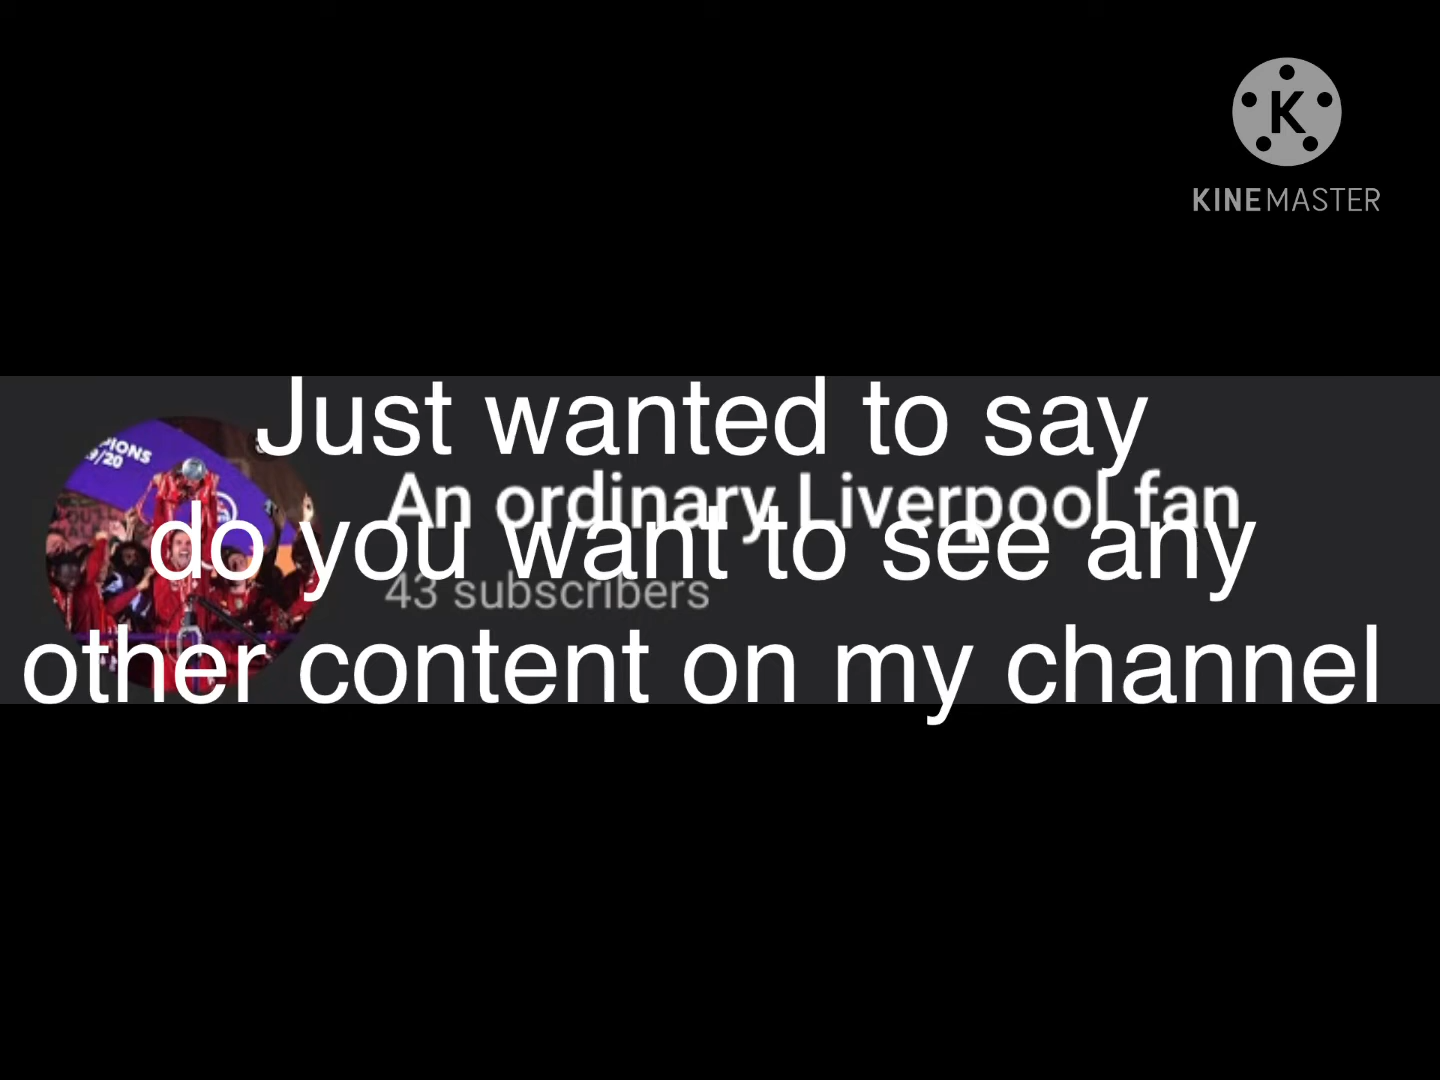 KINEMASTER
Just wanted to say
An ordinary Liverpool fan
do you want to see any
43 subscribers
other content on my channel